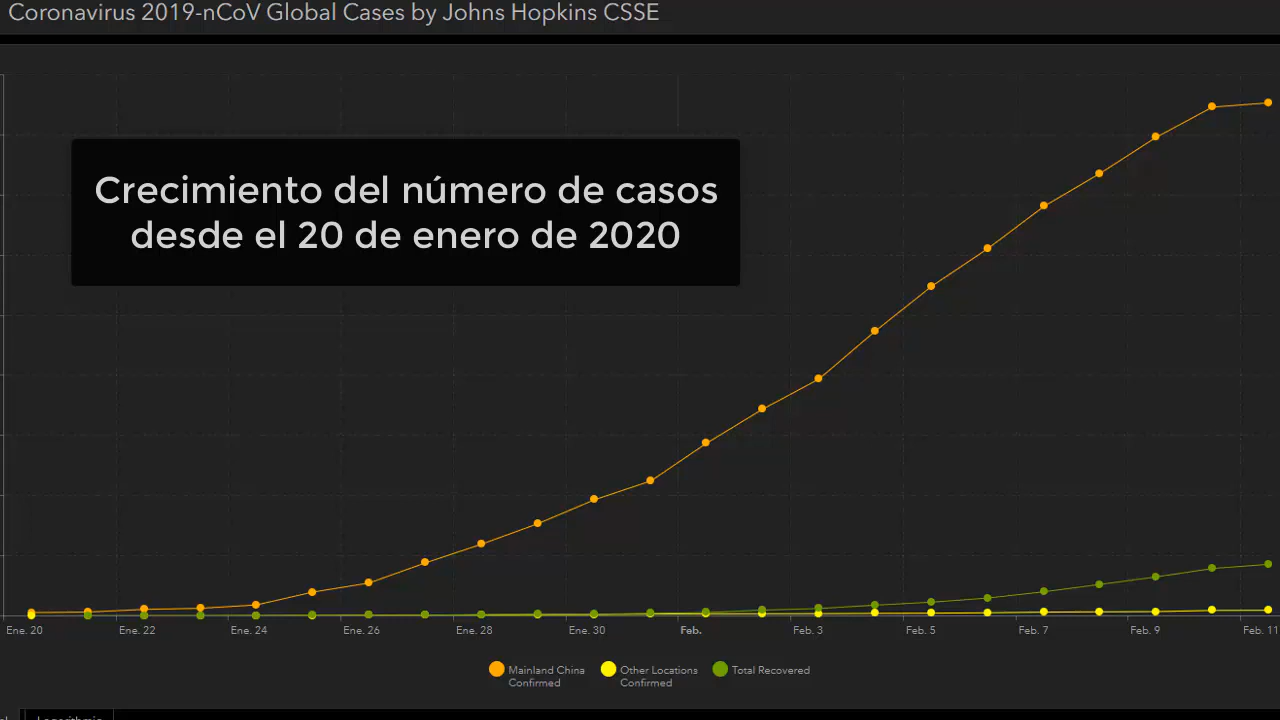 Coronavirus 2019-nCoV Global Cases by Johns Hopkins CSSE
Crecimiento del número de casos
desde el 20 de enero de 2020
Ene. 20 Ene. 22 Ene. 24 Ene. 26 Ene. 28 Ene. 30 Feb. Feb. 3 Feb. 5 Feb. 7 Feb. 9 Feb. 11
Mainland China Confirmed
Other Locations Confirmed
Total Recovered
Logarithmic